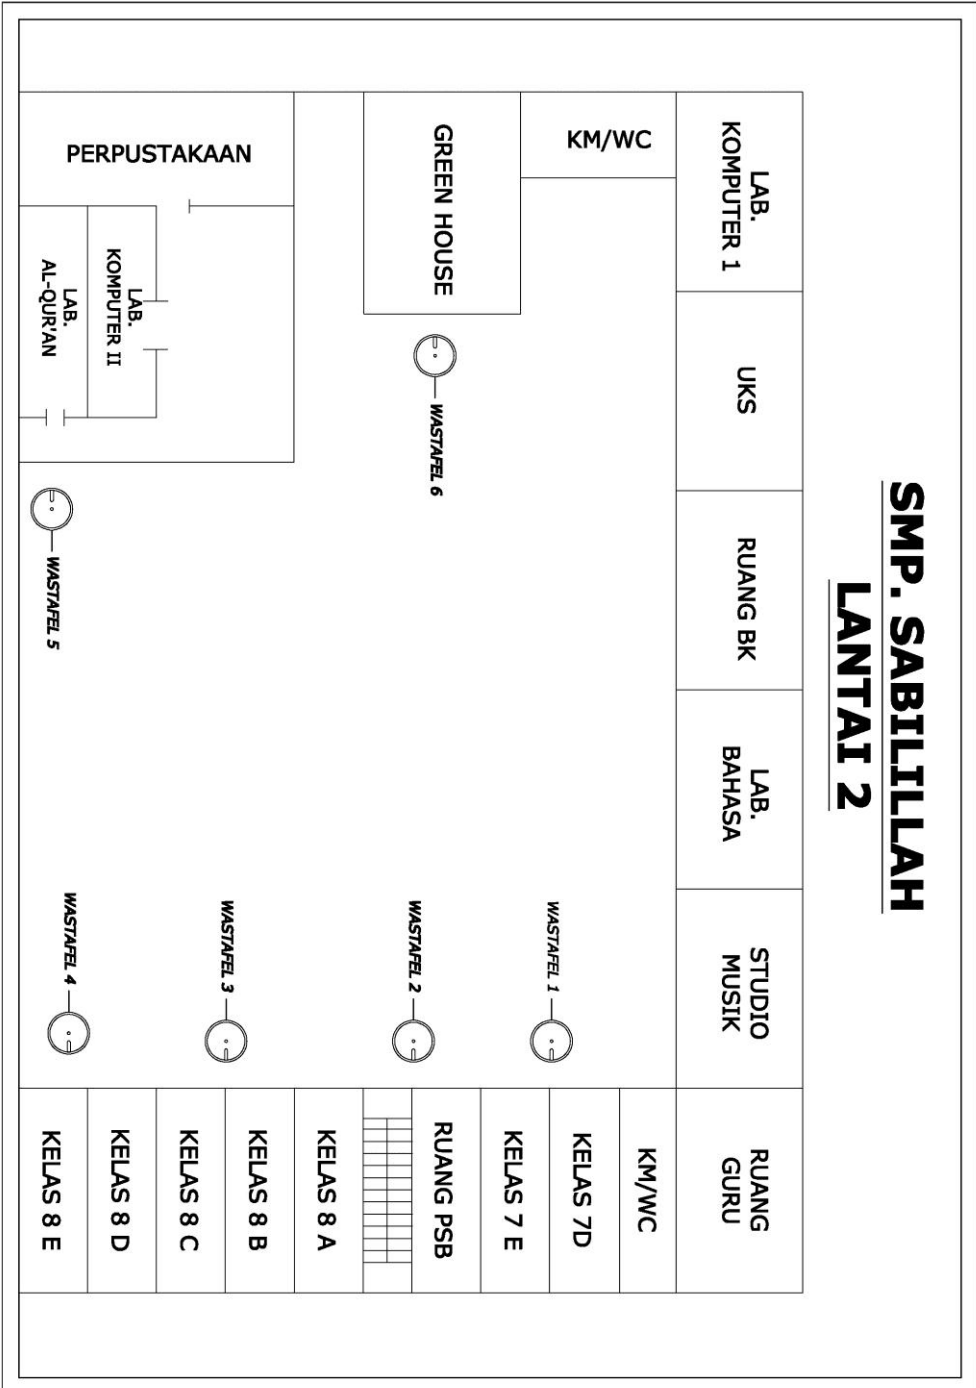 SMP. SABILILLAH
LANTAI 2
LAB.
KOMPUTER 1
UKS
RUANG BK
LAB.
BAHASA
STUDIO
MUSIK
RUANG
GURU
KM/WC
GREEN HOUSE
PERPUSTAKAAN
LAB.
KOMPUTER II
LAB.
AL-QUR'AN
WASTAFEL 6
WASTAFEL 5
WASTAFEL 1
WASTAFEL 2
WASTAFEL 3
WASTAFEL 4
KM/WC
KELAS 7D
KELAS 7 E
RUANG PSB
KELAS 8 A
KELAS 8 B
KELAS 8 C
KELAS 8 D
KELAS 8 E